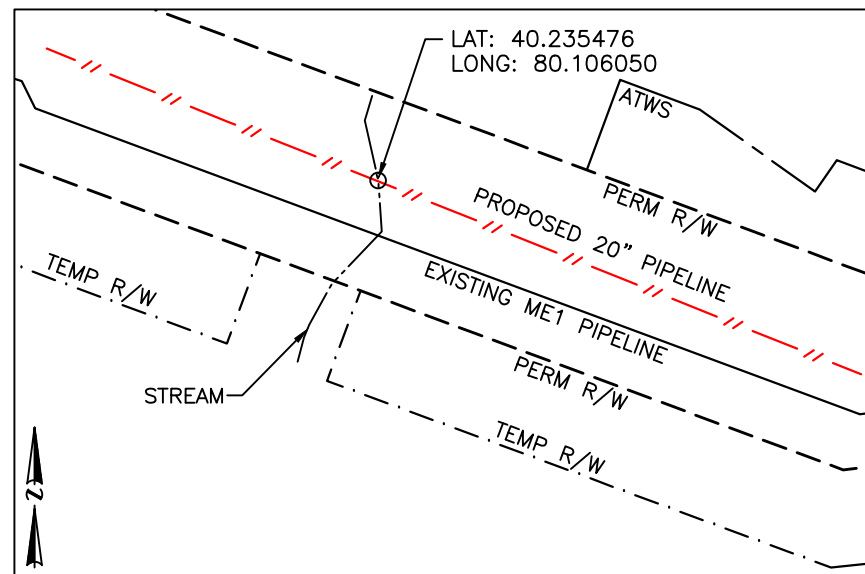 LAT: 40.235476
LONG: 80.106050
ATWS
PERM R/W
PROPOSED 20" PIPELINE
EXISTING ME1 PIPELINE
TEMP R/W
PERM R/W
STREAM
TEMP R/W
N